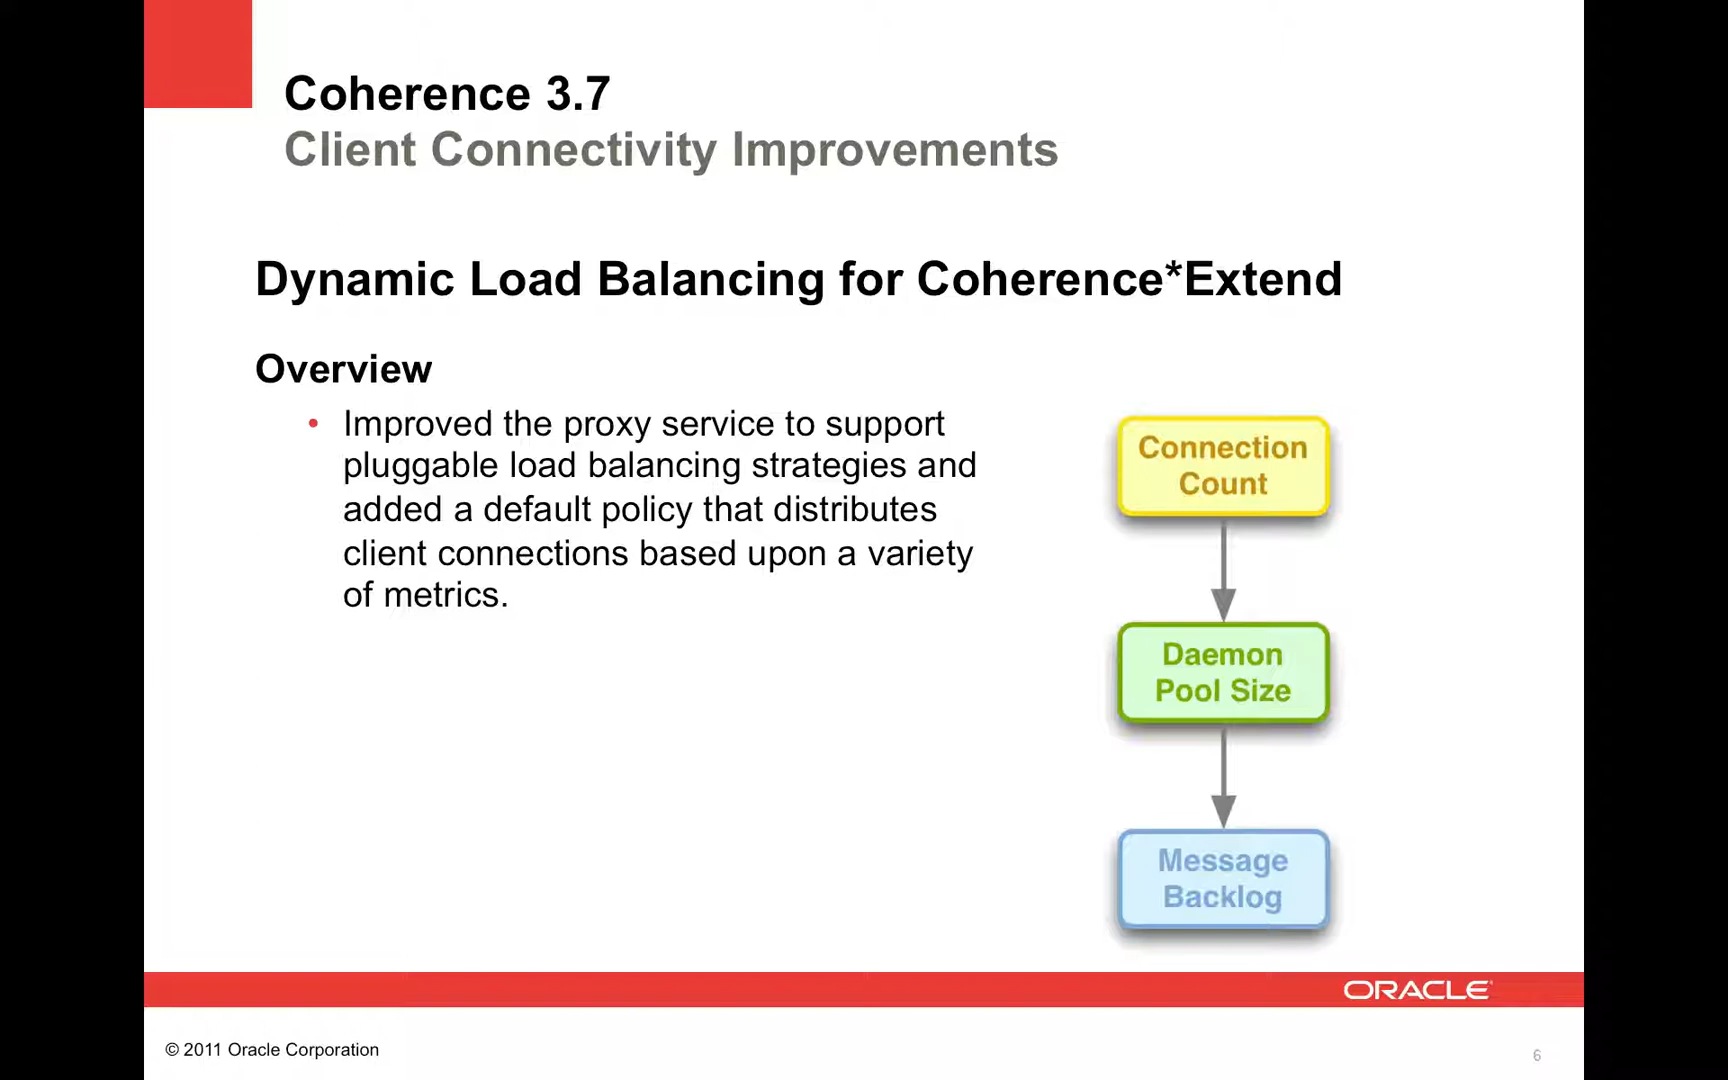 Coherence 3.7
Client Connectivity Improvements
Dynamic Load Balancing for Coherence*Extend
Overview
• Improved the proxy service to support
pluggable load balancing strategies and
added a default policy that distributes
client connections based upon a variety
of metrics.
Connection
Count
Daemon
Pool Size
Message
Backlog
ORACLE
© 2011 Oracle Corporation
6